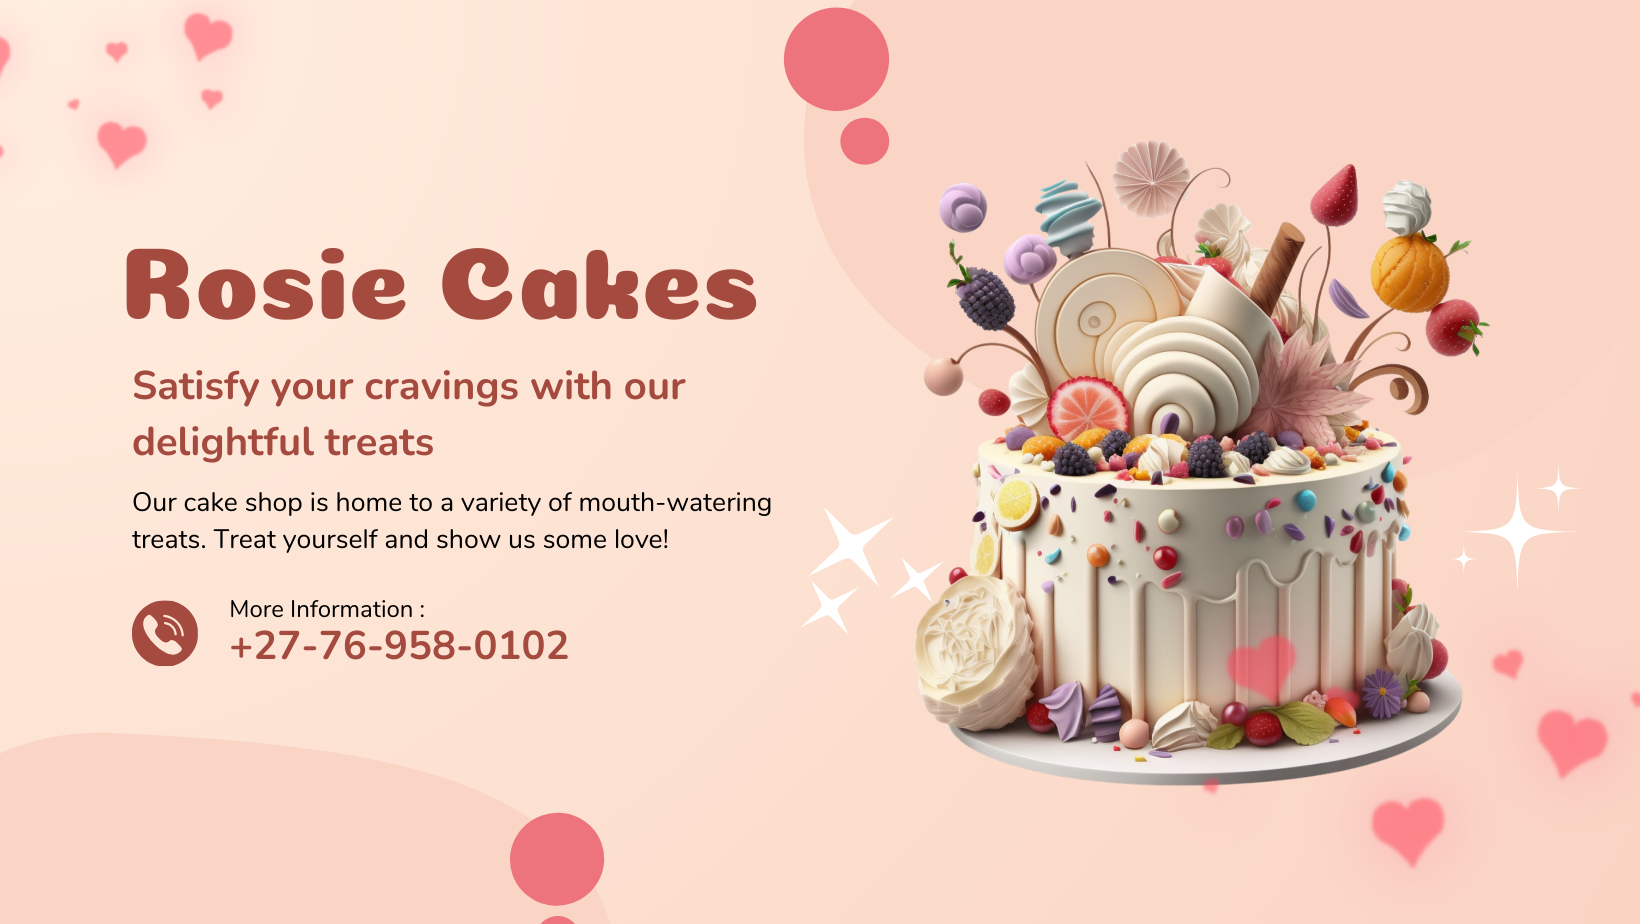 Rosie Cakes
Satisfy your cravings with our
delightful treats
Our cake shop is home to a variety of mouth-watering
treats. Treat yourself and show us some love!
More Information :
+27-76-958-0102